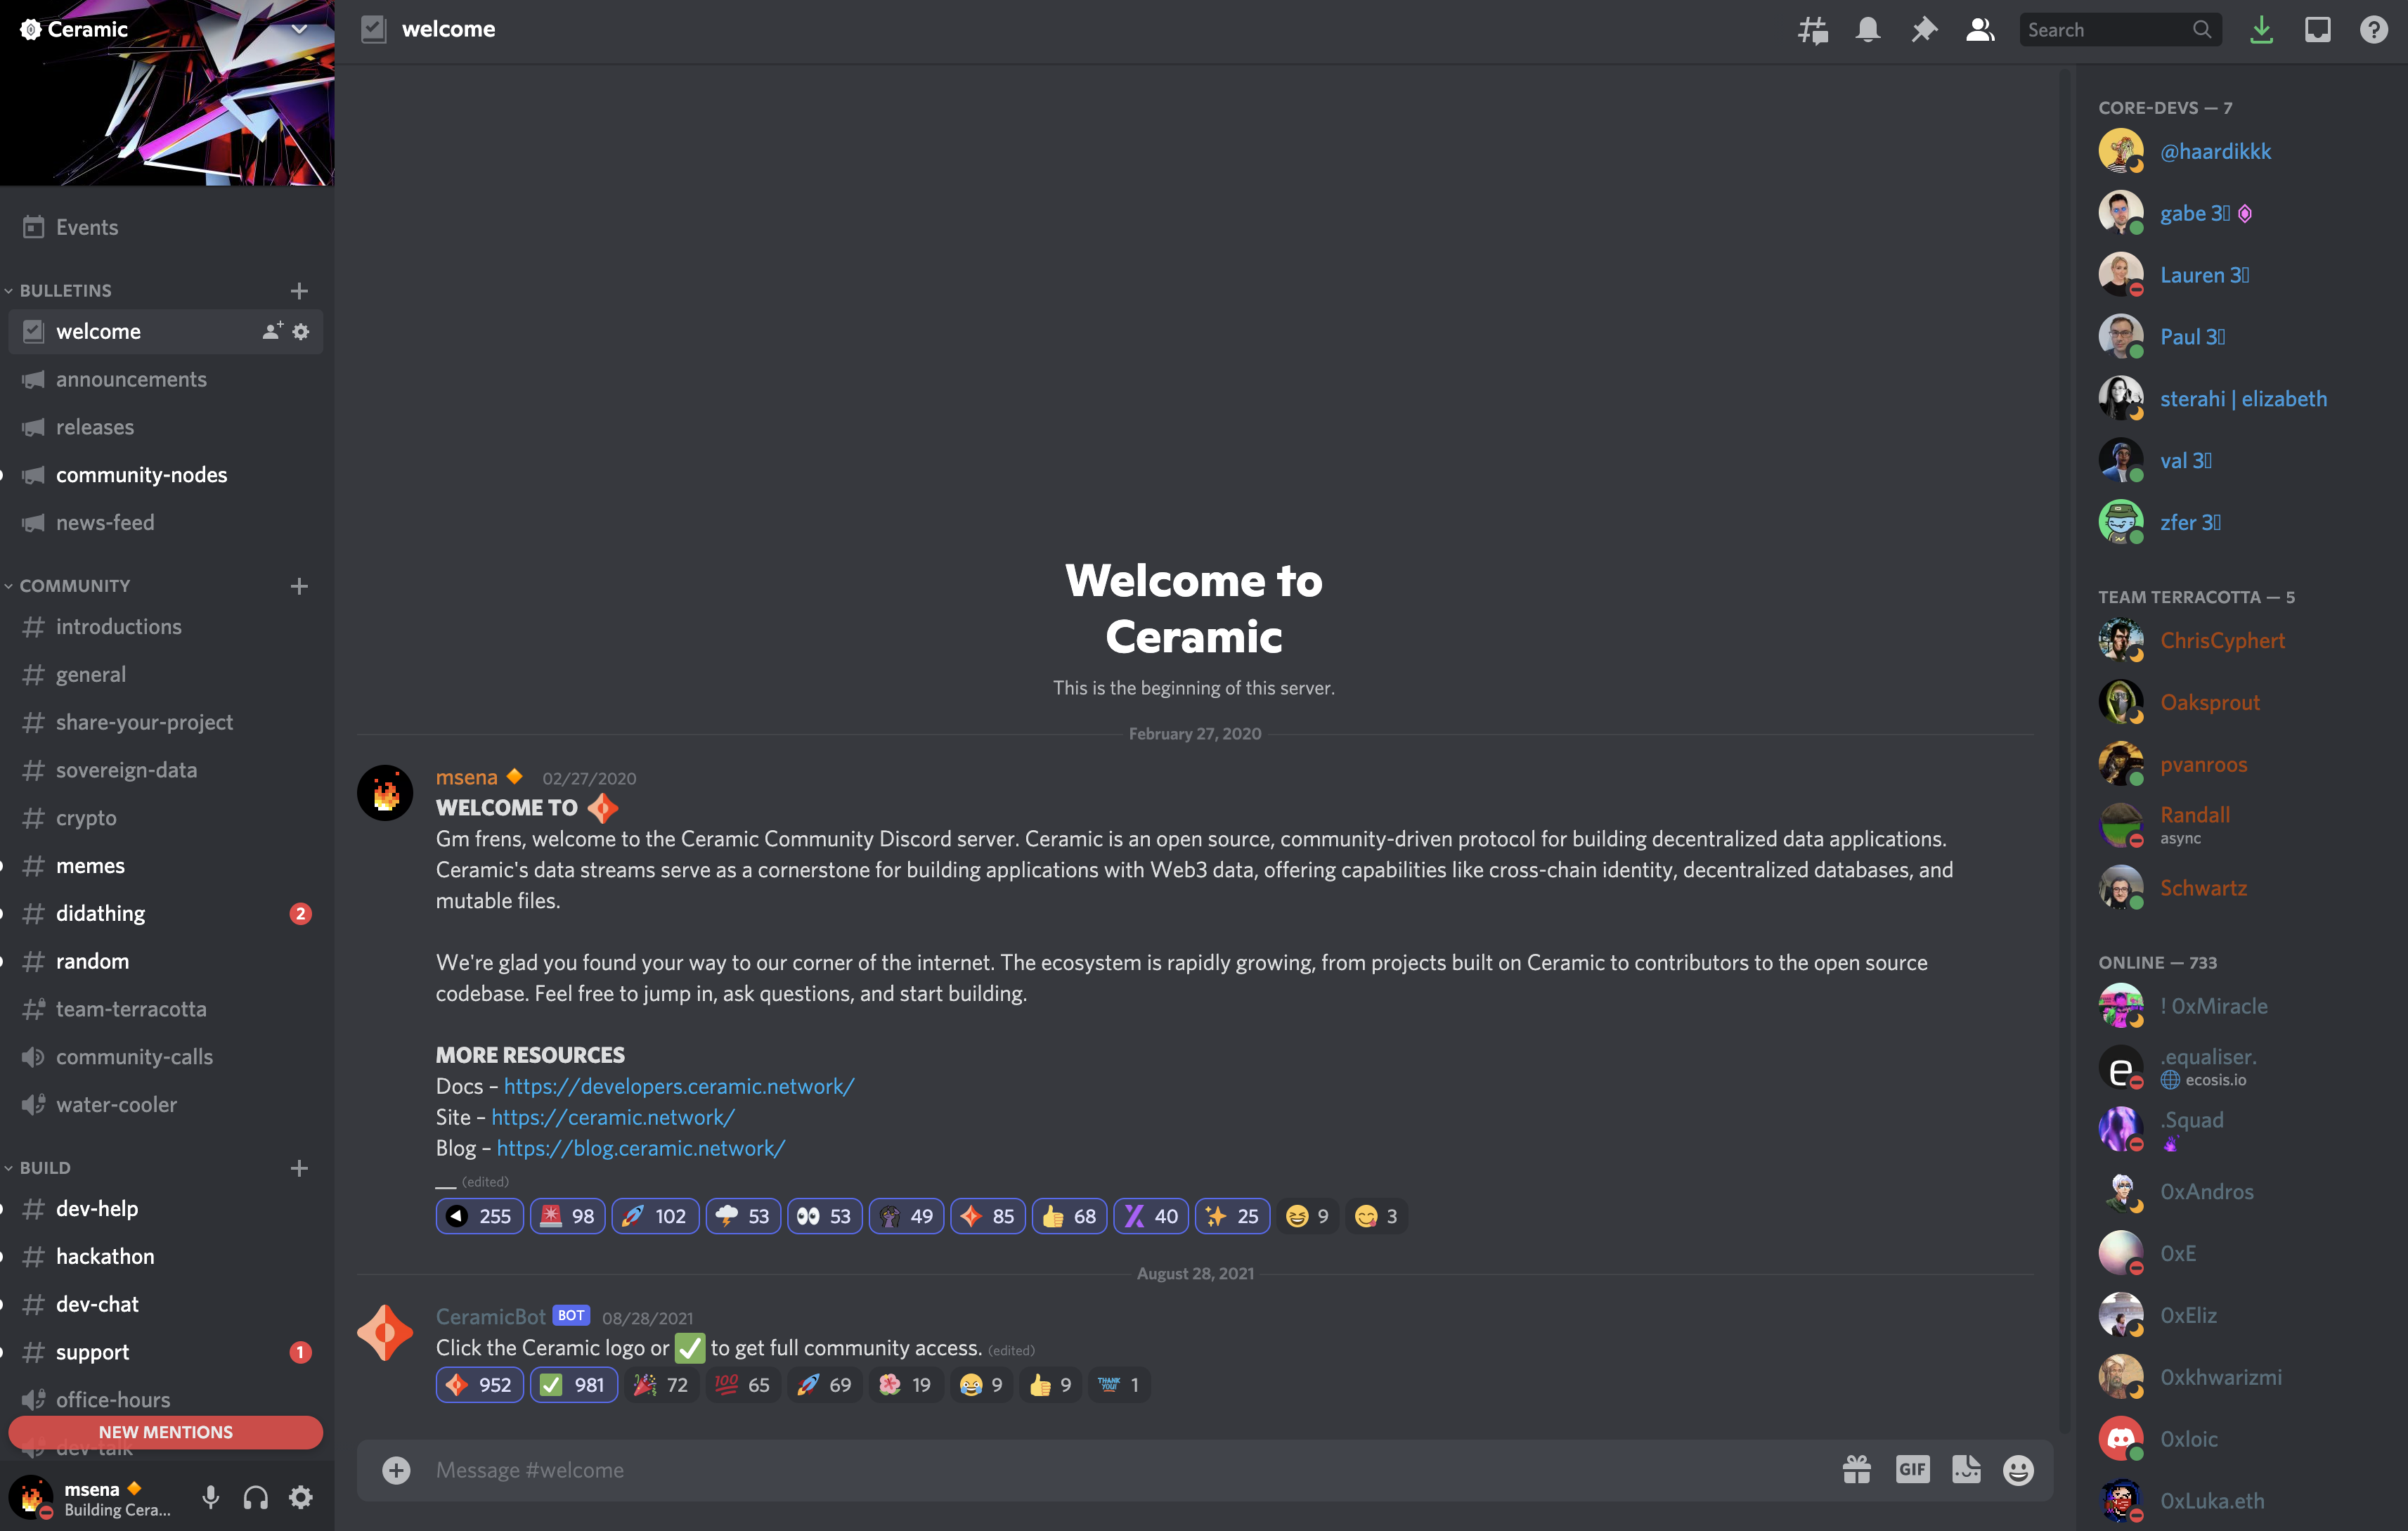 Ceramic
Events
BULLETINS
welcome
announcements
releases
community-nodes
news-feed
COMMUNITY
introductions
general
share-your-project
sovereign-data
crypto
memes
didathing 2
random
team-terracotta
community-calls
water-cooler
BUILD
dev-help
hackathon
dev-chat
support 1
office-hours
NEW MENTIONS
dev-talk
msena
Building Cera...
welcome
Search
Welcome to
Ceramic
This is the beginning of this server.
February 27, 2020
msena 02/27/2020
WELCOME TO
Gm frens, welcome to the Ceramic Community Discord server. Ceramic is an open source, community-driven protocol for building decentralized data applications.
Ceramic's data streams serve as a cornerstone for building applications with Web3 data, offering capabilities like cross-chain identity, decentralized databases, and
mutable files.
We're glad you found your way to our corner of the internet. The ecosystem is rapidly growing, from projects built on Ceramic to contributors to the open source
codebase. Feel free to jump in, ask questions, and start building.
MORE RESOURCES
Docs – https://developers.ceramic.network/
Site – https://ceramic.network/
Blog – https://blog.ceramic.network/
__ (edited)
255 98 102 53 53 49 85 68 40 25 9 3
August 28, 2021
CeramicBot BOT 08/28/2021
Click the Ceramic logo or ✅ to get full community access. (edited)
952 981 72 100 65 69 19 9 9 THANK YOU! 1
Message #welcome
GIF
CORE-DEVS — 7
@haardikkk
gabe 3
Lauren 3
Paul 3
sterahi | elizabeth
val 3
zfer 3
TEAM TERRACOTTA — 5
ChrisCyphert
Oaksprout
pvanroos
Randall
async
Schwartz
ONLINE — 733
! 0xMiracle
.equaliser.
ecosis.io
.Squad
0xAndros
0xE
0xEliz
0xkhwarizmi
0xloic
0xLuka.eth